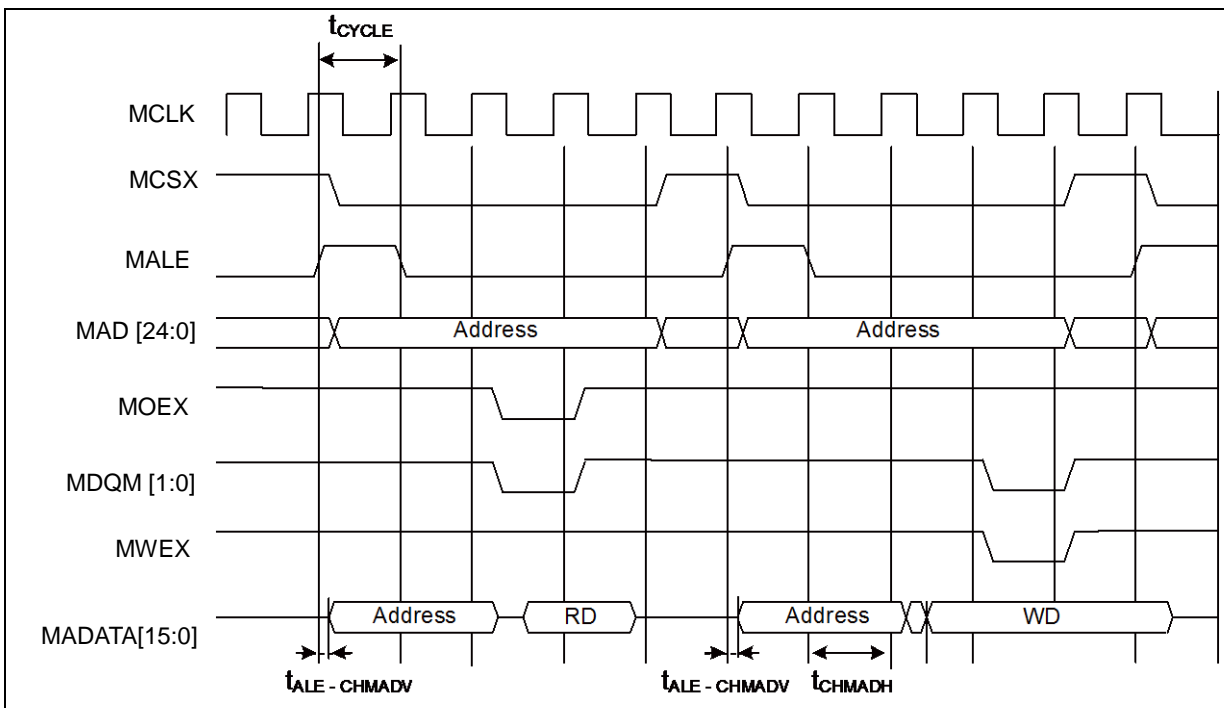 tCYCLE
MCLK
MCSX
MALE
MAD [24:0] Address Address
MOEX
MDQM [1:0]
MWEX
MADATA[15:0] Address RD Address WD
tALE - CHMADV tALE - CHMADV tCHMADH